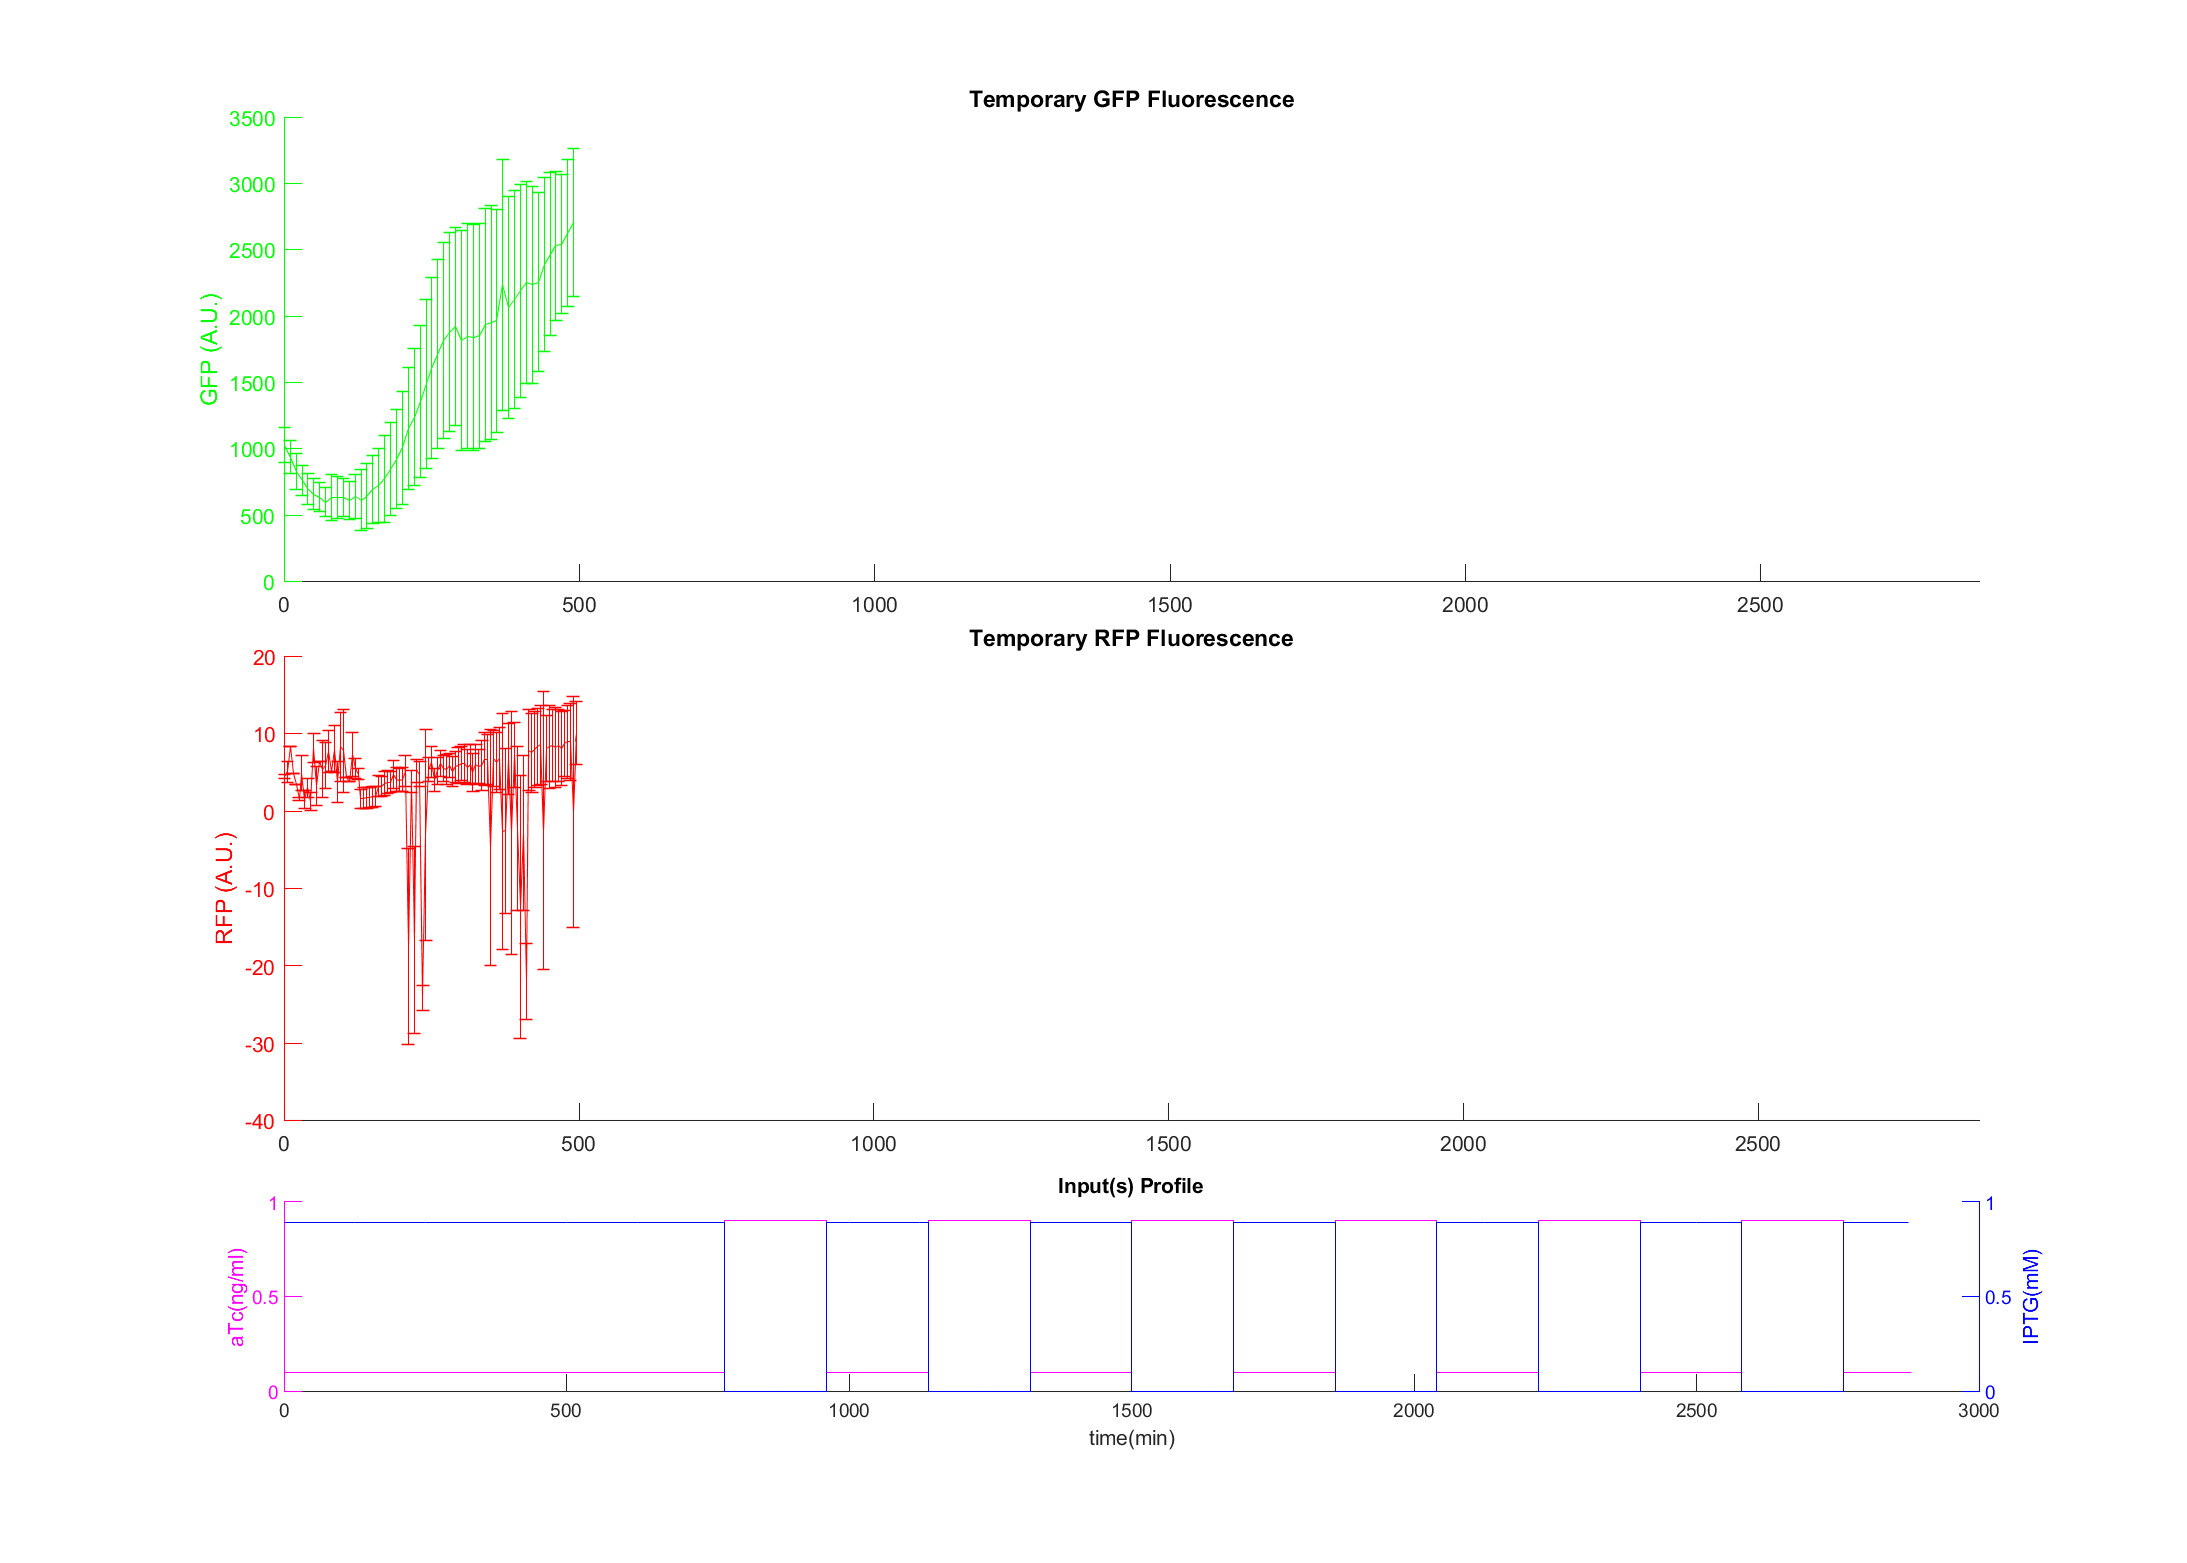 Temporary GFP Fluorescence
3500
3000
2500
2000
1500
1000
500
0
GFP (A.U.)
0 500 1000 1500 2000 2500
Temporary RFP Fluorescence
20
10
0
-10
-20
-30
-40
RFP (A.U.)
0 500 1000 1500 2000 2500
Input(s) Profile
1
0.5
0
aTc(ng/ml)
1
0.5
0
IPTG(mM)
0 500 1000 1500 2000 2500 3000
time(min)